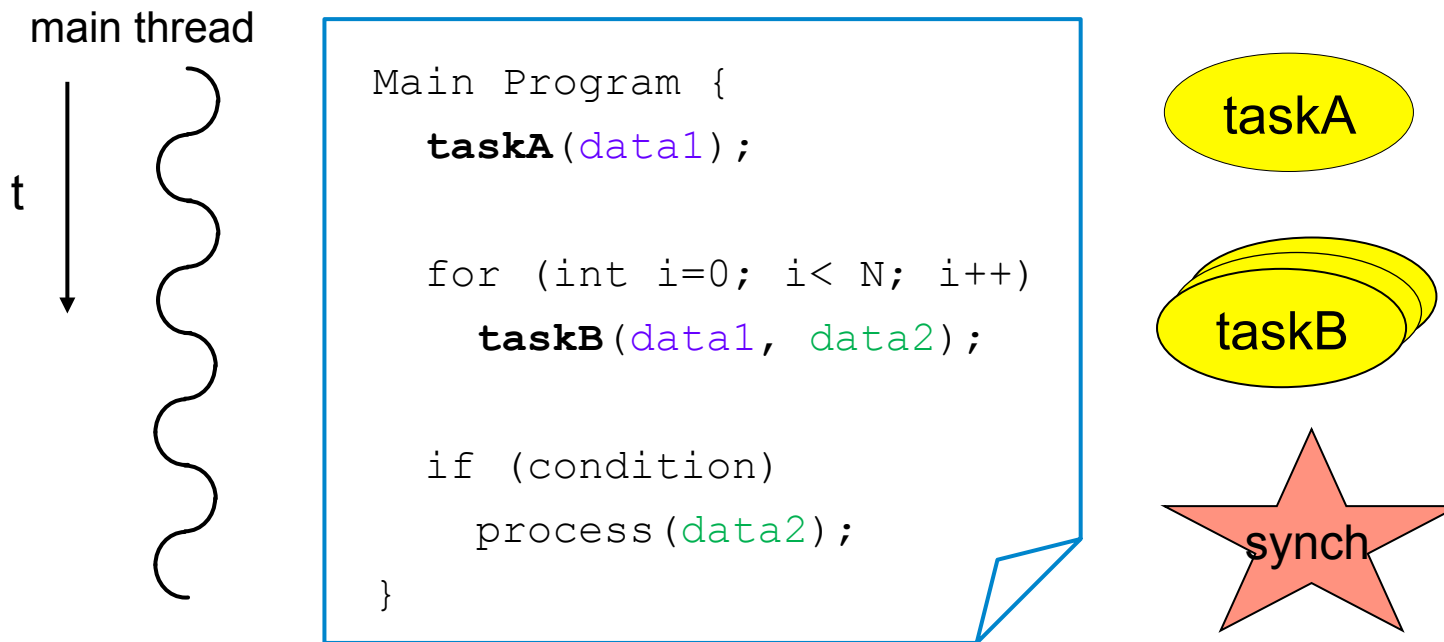 main thread
t
Main Program {
taskA(data1);
for (int i=0; i< N; i++)
taskB(data1, data2);
if (condition)
process(data2);
}
taskA
taskB
synch